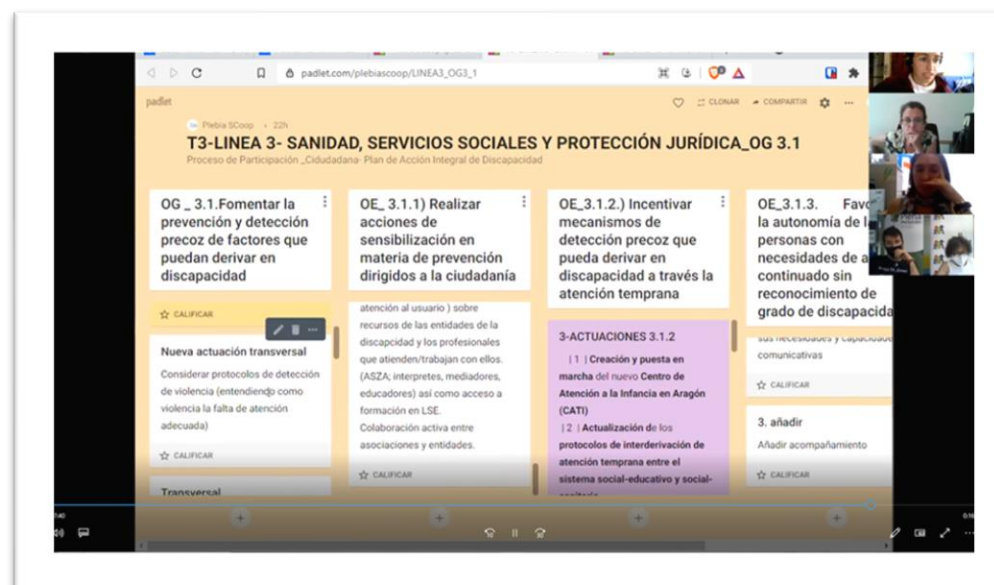 padlet.com/plebiascoop/LINEA3_OG3_1
padlet
CLONAR
COMPARTIR
Plebia SCoop • 22h
T3-LINEA 3- SANIDAD, SERVICIOS SOCIALES Y PROTECCIÓN JURÍDICA_OG 3.1
Proceso de Participación _Cidudadana- Plan de Acción Integral de Discapacidad
OG _ 3.1.Fomentar la
prevención y detección
precoz de factores que
puedan derivar en
discapacidad
CALIFICAR
Nueva actuación transversal
Considerar protocolos de detección
de violencia (entendiendo como
violencia la falta de atención
adecuada)
CALIFICAR
Transversal
OE_ 3.1.1) Realizar
acciones de
sensibilización en
materia de prevención
dirigidos a la ciudadanía
atención al usuario ) sobre
recursos de las entidades de la
discapcidad y los profesionales
que atienden/trabajan con ellos.
(ASZA; interpretes, mediadores,
educadores) así como acceso a
formación en LSE.
Colaboración activa entre
asociaciones y entidades.
CALIFICAR
OE_3.1.2.) Incentivar
mecanismos de
detección precoz que
pueda derivar en
discapacidad a través la
atención temprana
3-ACTUACIONES 3.1.2
| 1 | Creación y puesta en
marcha del nuevo Centro de
Atención a la Infancia en Aragón
(CATI)
| 2 | Actualización de los
protocolos de interderivación de
atención temprana entre el
sistema social-educativo y social-
sanitario
OE_3.1.3. Favo
la autonomía de l
personas con
necesidades de a
continuado sin
reconocimiento de
grado de discapacida
sus necesidades y capacidade
comunicativas
CALIFICAR
3. añadir
Añadir acompañamiento
CALIFICAR